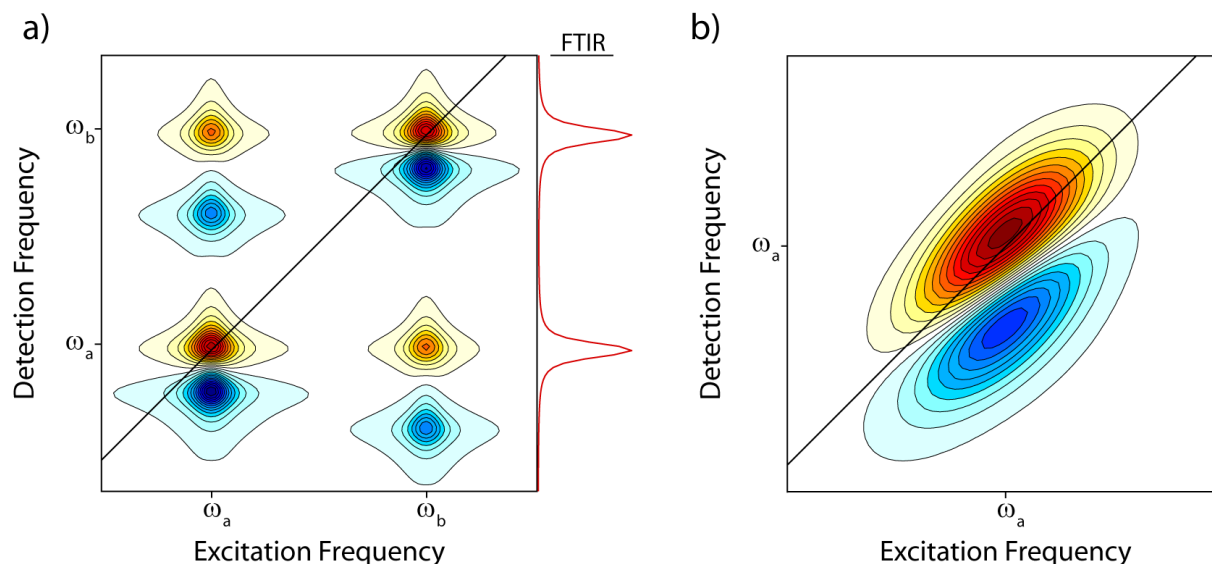 a)
FTIR
ω_b
ω_a
Detection Frequency
ω_a
ω_b
Excitation Frequency
b)
ω_a
Detection Frequency
ω_a
Excitation Frequency